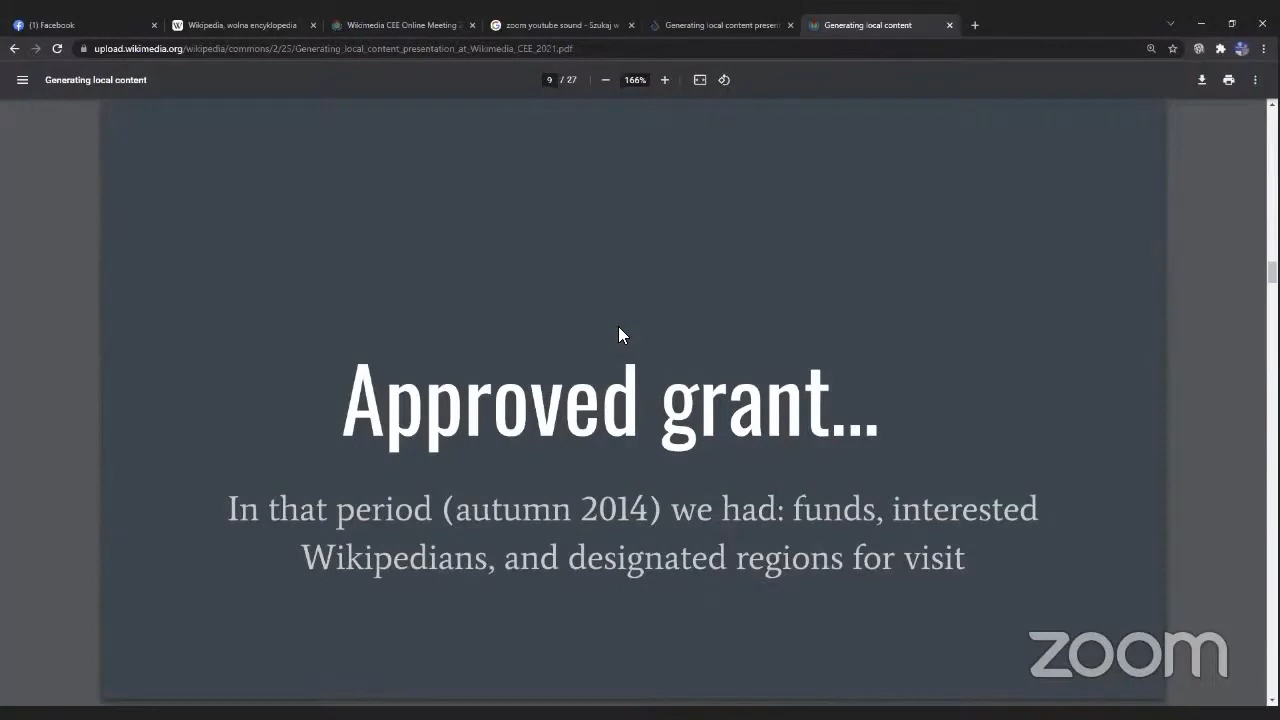 (1) Facebook
Wikipedia, wolna encyklopedia
Wikimedia CEE Online Meeting 2
zoom youtube sound - Szukaj w
Generating local content present
Generating local content
upload.wikimedia.org/wikipedia/commons/2/25/Generating_local_content_presentation_at_Wikimedia_CEE_2021.pdf
Generating local content
9 / 27
166%
Approved grant...
In that period (autumn 2014) we had: funds, interested
Wikipedians, and designated regions for visit
zoom